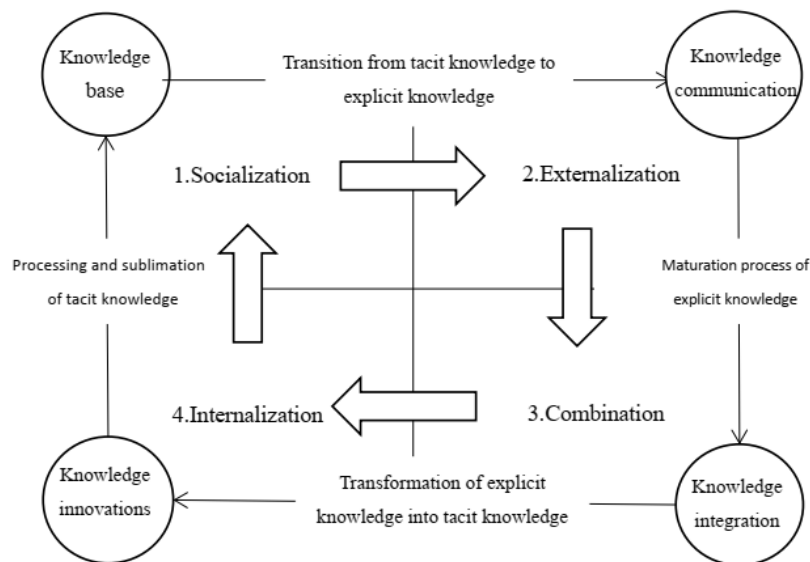 Knowledge
base
Transition from tacit knowledge to
explicit knowledge
Knowledge
communication
1.Socialization
2.Externalization
Processing and sublimation
of tacit knowledge
Maturation process of
explicit knowledge
4.Internalization
3.Combination
Knowledge
innovations
Transformation of explicit
knowledge into tacit knowledge
Knowledge
integration